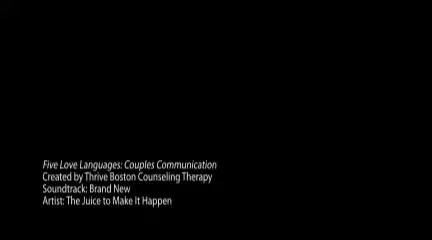 Five Love Languages: Couples Communication
Created by Thrive Boston Counseling Therapy
Soundtrack: Brand New
Artist: The Juice to Make It Happen